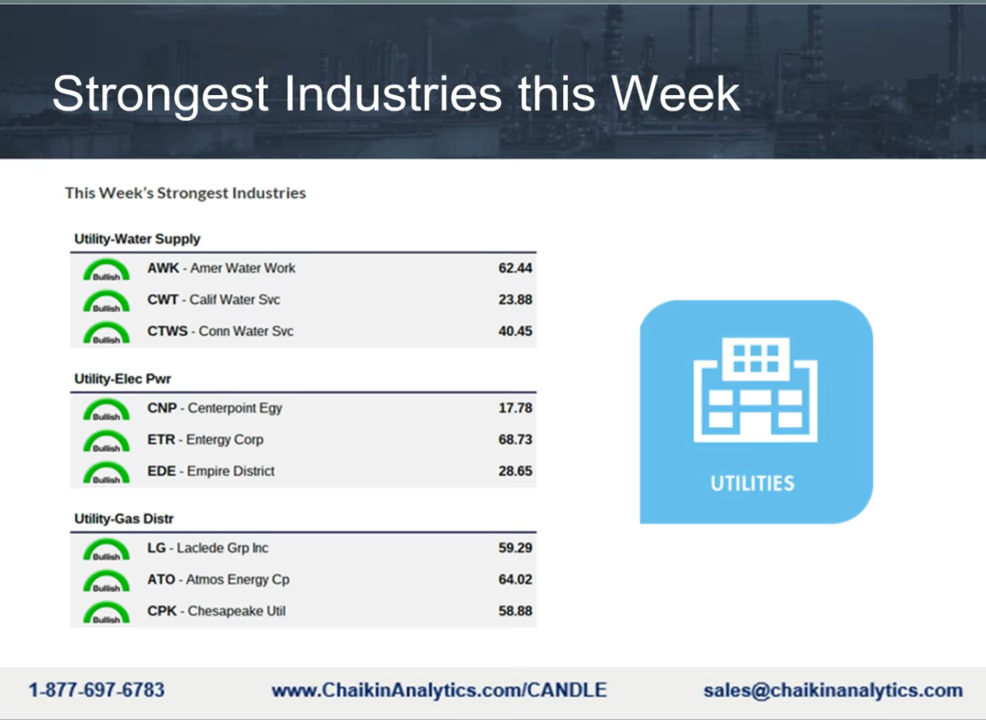 Strongest Industries this Week
This Week's Strongest Industries
Utility-Water Supply
Bullish AWK - Amer Water Work 62.44
Bullish CWT - Calif Water Svc 23.88
Bullish CTWS - Conn Water Svc 40.45
Utility-Elec Pwr
Bullish CNP - Centerpoint Egy 17.78
Bullish ETR - Entergy Corp 68.73
Bullish EDE - Empire District 28.65
Utility-Gas Distr
Bullish LG - Laclede Grp Inc 59.29
Bullish ATO - Atmos Energy Cp 64.02
Bullish CPK - Chesapeake Util 58.88
UTILITIES
1-877-697-6783 www.ChaikinAnalytics.com/CANDLE sales@chaikinanalytics.com